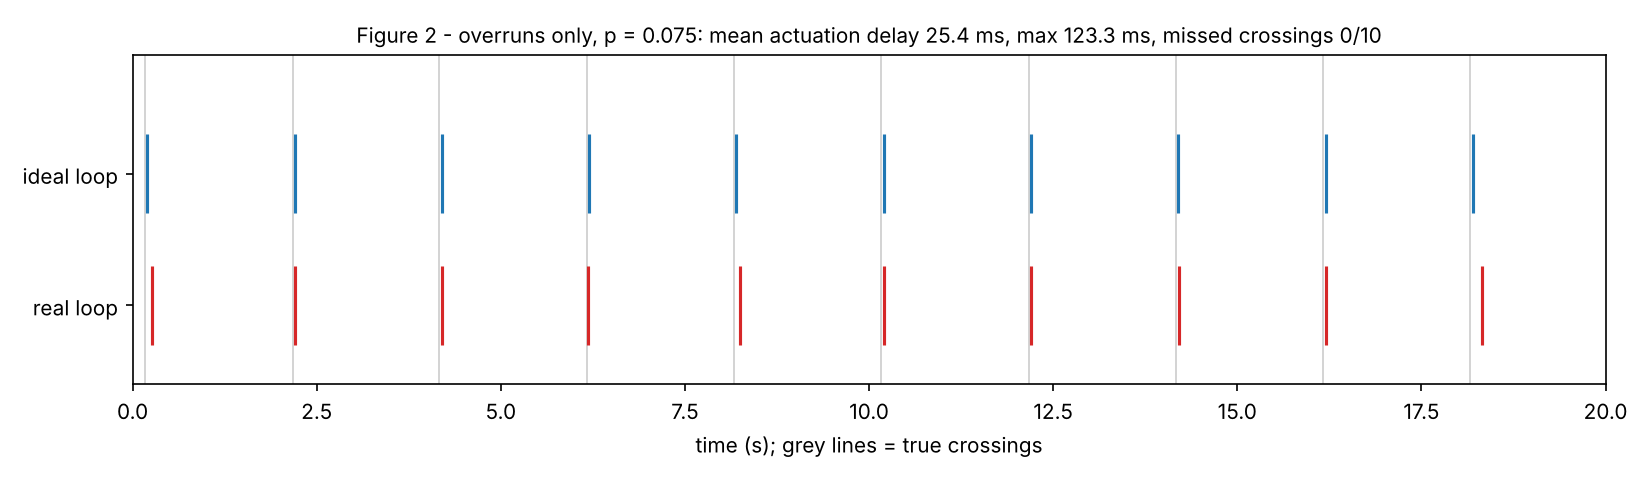 Figure 2 - overruns only, p = 0.075: mean actuation delay 25.4 ms, max 123.3 ms, missed crossings 0/10
ideal loop
real loop
0.0 2.5 5.0 7.5 10.0 12.5 15.0 17.5 20.0
time (s); grey lines = true crossings